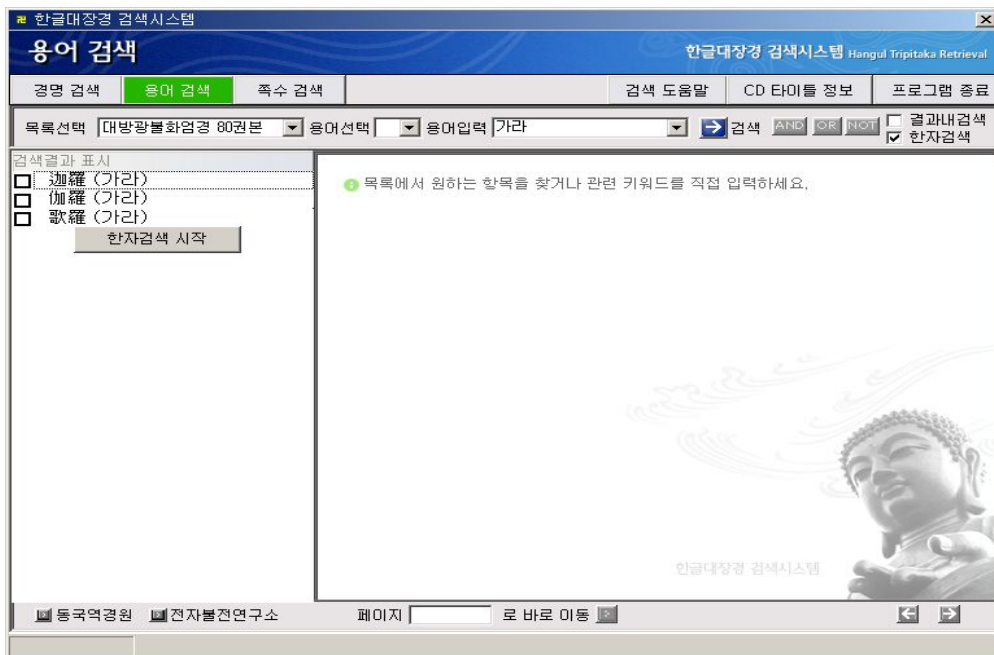 한글대장경 검색시스템
용어 검색
한글대장경 검색시스템 Hangul Tripitaka Retrieval
경명 검색 용어 검색 쪽수 검색 검색 도움말 CD 타이틀 정보 프로그램 종료
목록선택 대방광불화엄경 80권본 용어선택 용어입력 가라 검색 AND OR NOT 결과내검색
한자검색
검색결과 표시
迦羅 (가라)
伽羅 (가라)
歌羅 (가라)
한자검색 시작
목록에서 원하는 항목을 찾거나 관련 키워드를 직접 입력하세요.
한글대장경 검색시스템
동국역경원 전자불전연구소 페이지 로 바로 이동